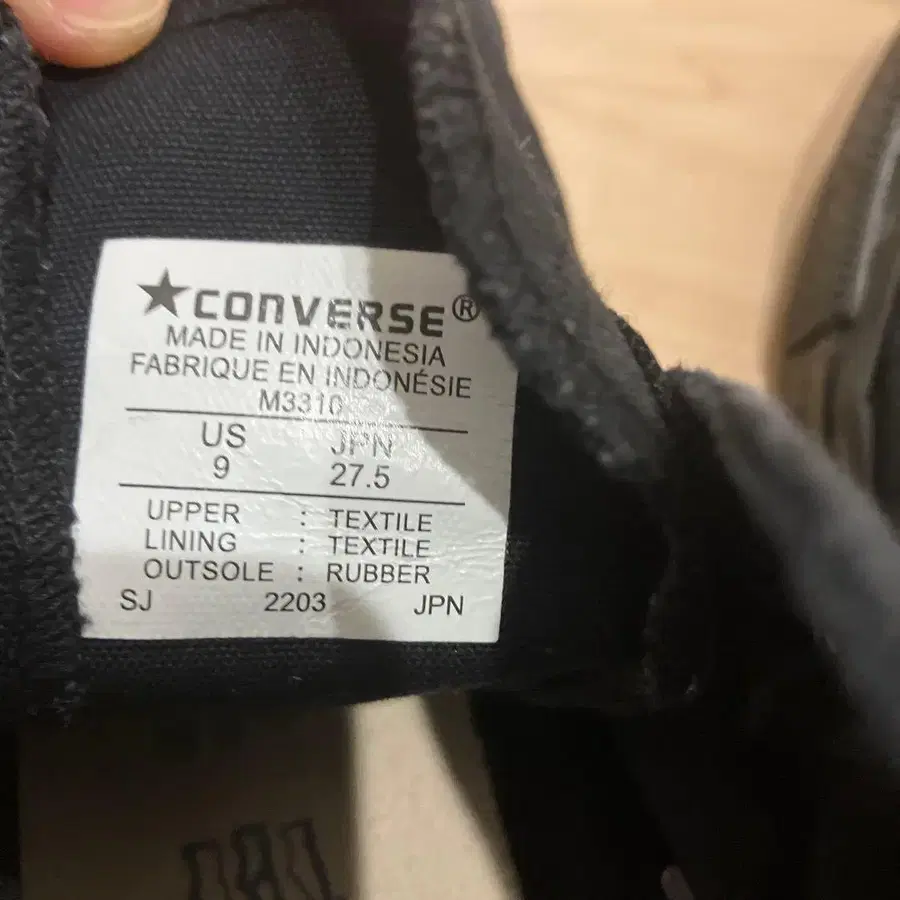 ★CONVERSE®
MADE IN INDONESIA
FABRIQUE EN INDONÉSIE
M3310
US JPN
9 27.5
UPPER : TEXTILE
LINING : TEXTILE
OUTSOLE : RUBBER
SJ 2203 JPN